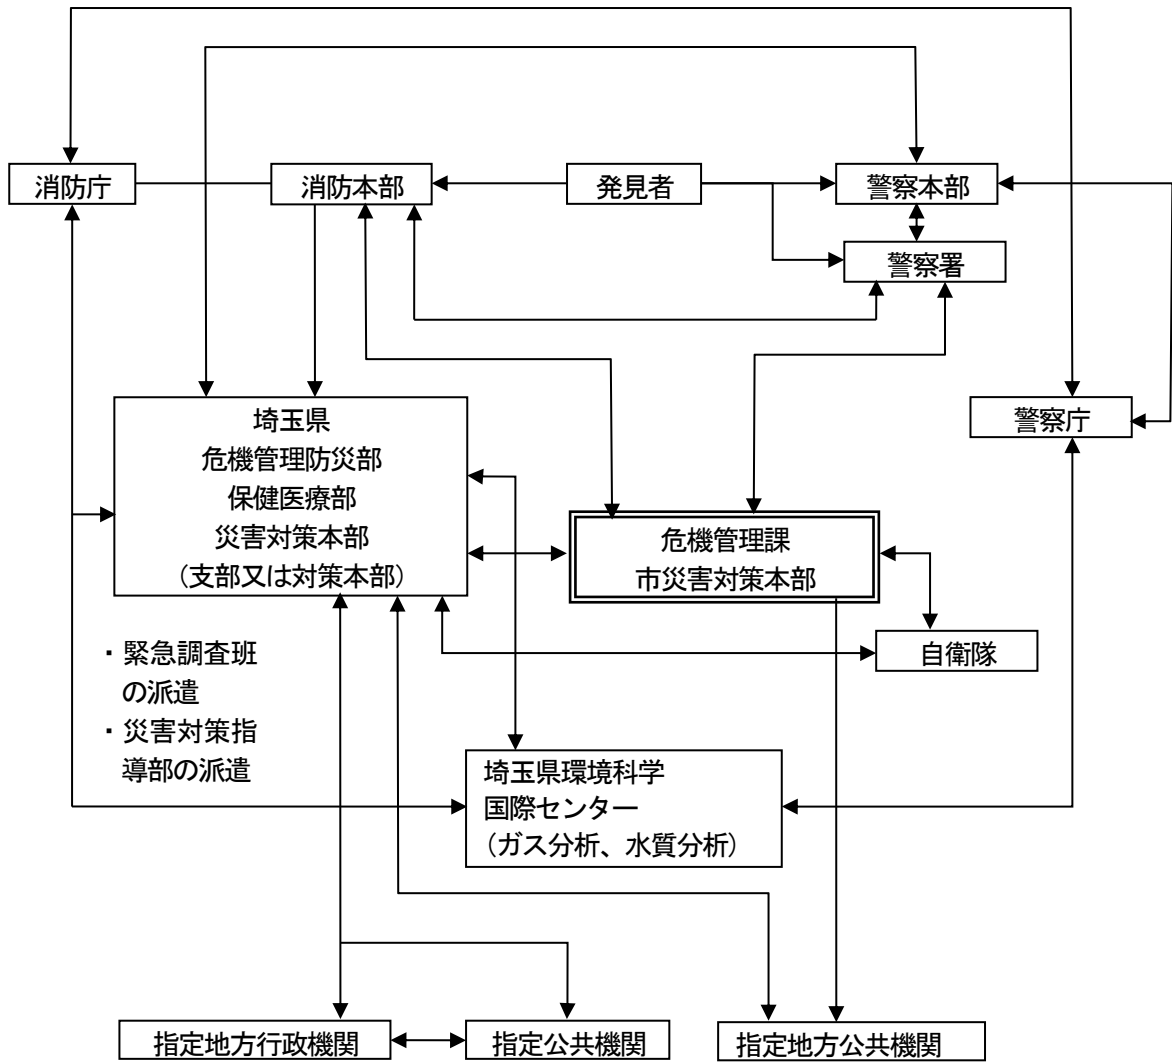 消防庁
消防本部
発見者
警察本部
警察署
埼玉県
危機管理防災部
保健医療部
災害対策本部
（支部又は対策本部）
警察庁
危機管理課
市災害対策本部
自衛隊
・緊急調査班
の派遣
・災害対策指
導部の派遣
埼玉県環境科学
国際センター
（ガス分析、水質分析）
指定地方行政機関
指定公共機関
指定地方公共機関